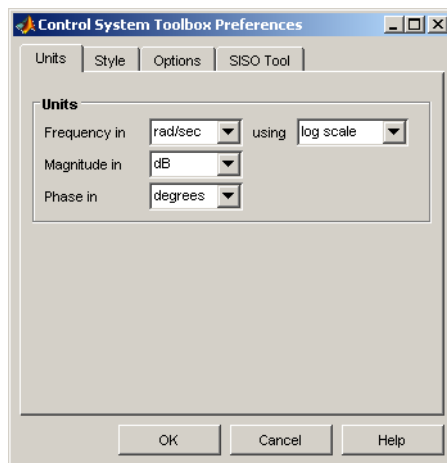 Control System Toolbox Preferences
Units Style Options SISO Tool
Units
Frequency in rad/sec using log scale
Magnitude in dB
Phase in degrees
OK Cancel Help